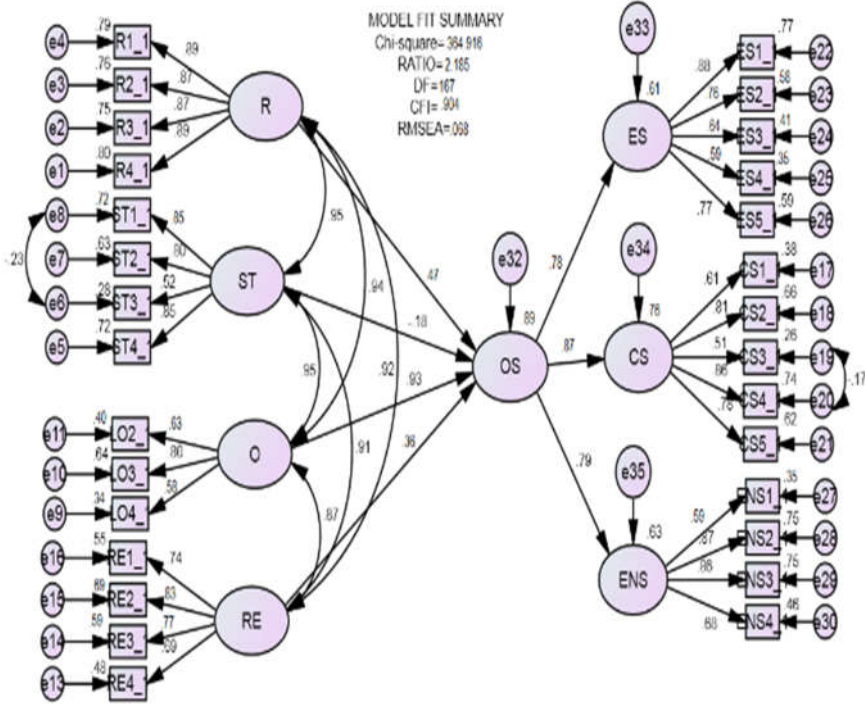 MODEL FIT SUMMARY
Chi-square= 364.916
RATIO=2.185
DF=167
CFI= .904
RMSEA=.068
e4 .79 R1_1 .89
e3 .76 R2_1 .87
e2 .75 R3_1 .87
e1 .80 R4_1 .89
R
e8 .72 ST1_ .85
e7 .63 ST2_ .80
e6 .28 ST3_ .52
e5 .72 ST4_ .85
-.23
ST
e11 .40 LO2_ .63
e10 .64 LO3_ .80
e9 .34 LO4_ .58
O
e16 .55 RE1_1 .74
e15 .69 RE2_1 .83
e14 .59 RE3_1 .77
e13 .48 RE4_1 .69
RE
.95
.94
.92
.95
.91
.87
.47
-.18
.93
.36
e32
.89
OS
.78
.87
.79
e33
.61
ES
.88 ES1_ .77 e22
.76 ES2_ .58 e23
.64 ES3_ .41 e24
.59 ES4_ .35 e25
.77 ES5_ .59 e26
e34
.76
CS
.61 CS1_ .38 e17
.81 CS2_ .66 e18
.51 CS3_ .26 e19
.86 CS4_ .74 e20
.78 CS5_ .62 e21
-.17
e35
.63
ENS
.59 ENS1_ .35 e27
.87 ENS2_ .75 e28
.86 ENS3_ .75 e29
.68 ENS4_ .46 e30